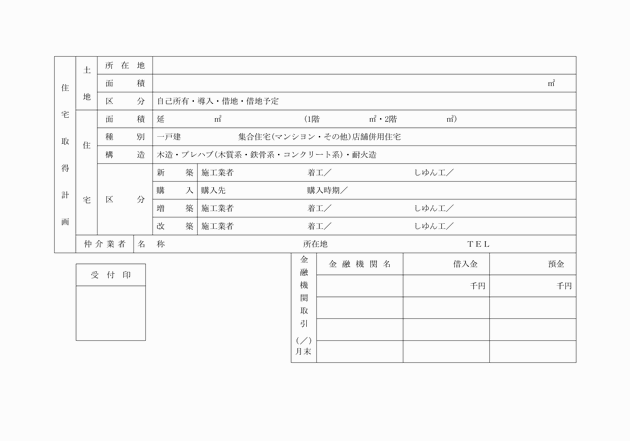 住宅取得計画
土地
所在地
面積 ㎡
区分 自己所有・導入・借地・借地予定
住宅
面積 延 ㎡ (1階 ㎡・2階 ㎡)
種別 一戸建 集合住宅(マンション・その他)店舗併用住宅
構造 木造・プレハブ(木質系・鉄骨系・コンクリート系)・耐火造
区分
新築 施工業者 着工／ しゅん工／
購入 購入先 購入時期／
増築 施工業者 着工／ しゅん工／
改築 施工業者 着工／ しゅん工／
仲介業者 名称 所在地 TEL
受付印
金融機関取引
(／)
月末
金融機関名 借入金 預金
千円 千円